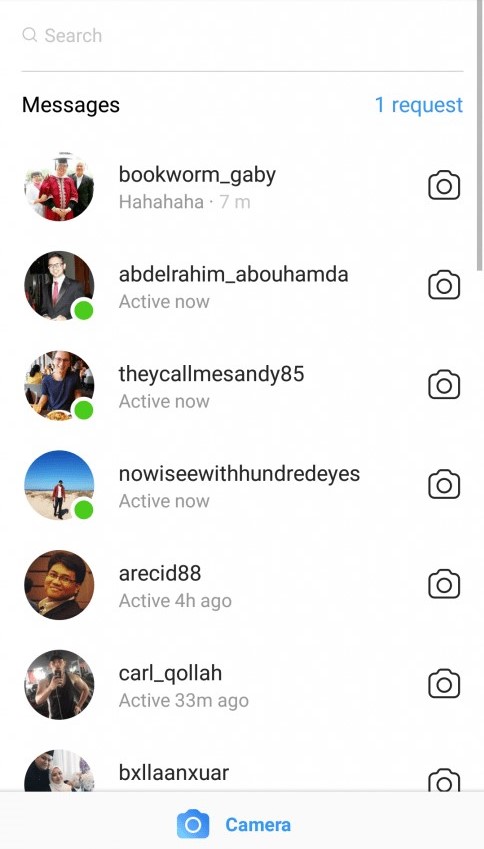 Search
Messages 1 request
bookworm_gaby
Hahahaha · 7 m
abdelrahim_abouhamda
Active now
theycallmesandy85
Active now
nowiseewithhundredeyes
Active now
arecid88
Active 4h ago
carl_qollah
Active 33m ago
bxllaanxuar
Camera